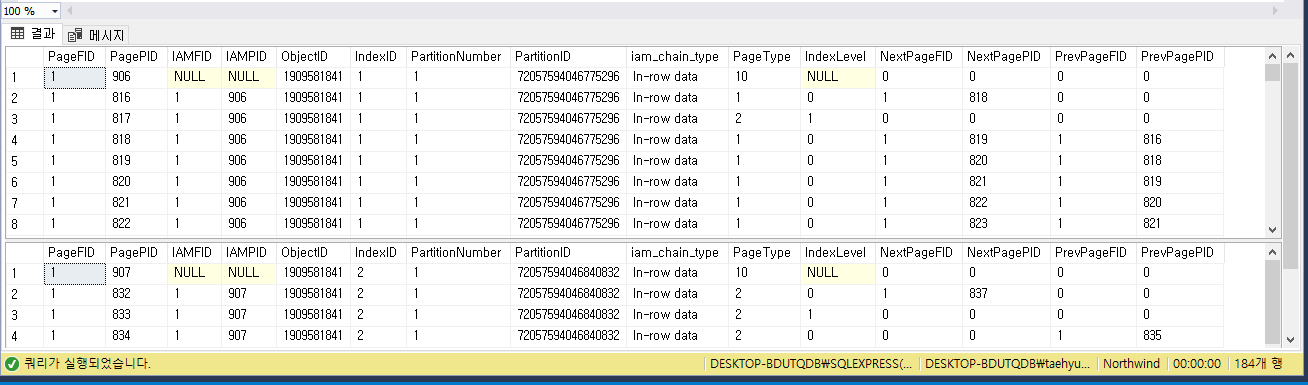 100 %
결과 메시지
PageFID PagePID IAMFID IAMPID ObjectID IndexID PartitionNumber PartitionID iam_chain_type PageType IndexLevel NextPageFID NextPagePID PrevPageFID PrevPagePID
1 1 906 NULL NULL 1909581841 1 1 72057594046775296 In-row data 10 NULL 0 0 0 0
2 1 816 1 906 1909581841 1 1 72057594046775296 In-row data 1 0 1 818 0 0
3 1 817 1 906 1909581841 1 1 72057594046775296 In-row data 2 1 0 0 0 0
4 1 818 1 906 1909581841 1 1 72057594046775296 In-row data 1 0 1 819 1 816
5 1 819 1 906 1909581841 1 1 72057594046775296 In-row data 1 0 1 820 1 818
6 1 820 1 906 1909581841 1 1 72057594046775296 In-row data 1 0 1 821 1 819
7 1 821 1 906 1909581841 1 1 72057594046775296 In-row data 1 0 1 822 1 820
8 1 822 1 906 1909581841 1 1 72057594046775296 In-row data 1 0 1 823 1 821
PageFID PagePID IAMFID IAMPID ObjectID IndexID PartitionNumber PartitionID iam_chain_type PageType IndexLevel NextPageFID NextPagePID PrevPageFID PrevPagePID
1 1 907 NULL NULL 1909581841 2 1 72057594046840832 In-row data 10 NULL 0 0 0 0
2 1 832 1 907 1909581841 2 1 72057594046840832 In-row data 2 0 1 837 0 0
3 1 833 1 907 1909581841 2 1 72057594046840832 In-row data 2 1 0 0 0 0
4 1 834 1 907 1909581841 2 1 72057594046840832 In-row data 2 0 0 0 1 835
쿼리가 실행되었습니다. DESKTOP-BDUTQDB₩SQLEXPRESS(... DESKTOP-BDUTQDB₩taehyu... Northwind 00:00:00 184개 행